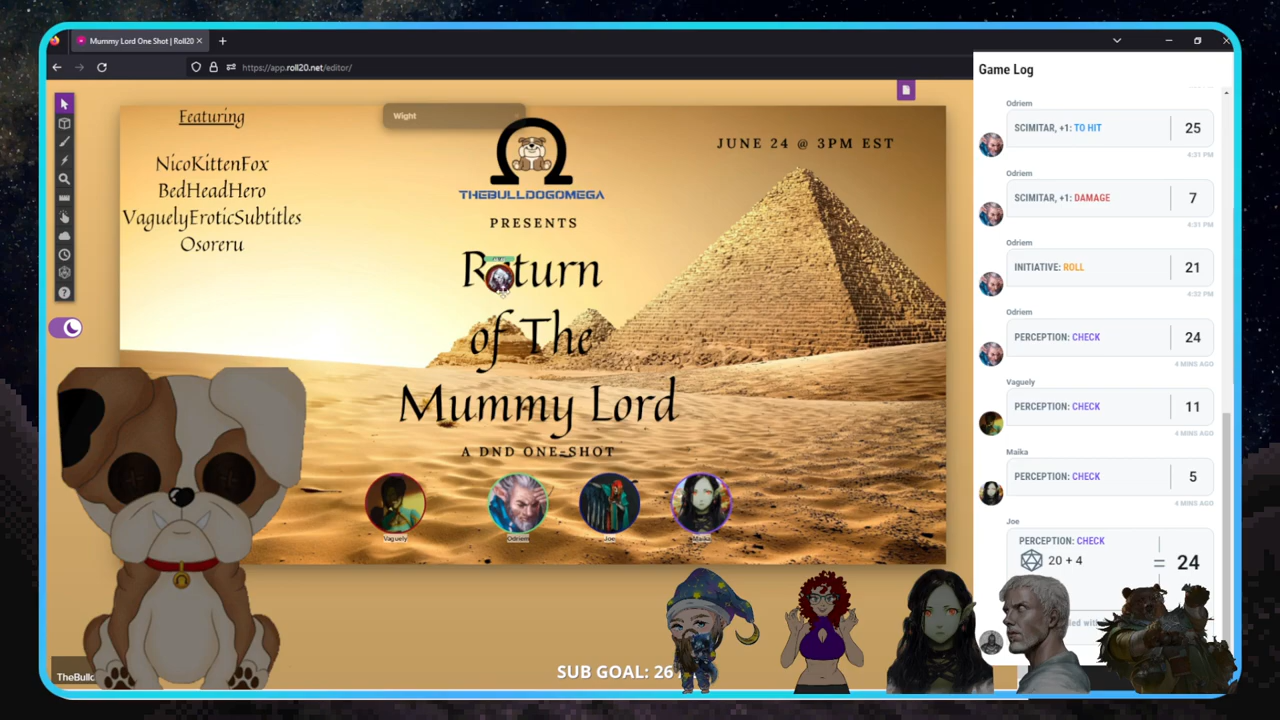 Mummy Lord One Shot | Roll20
https://app.roll20.net/editor/
Game Log
Featuring
NicoKittenFox
BedHeadHero
VaguelyEroticSubtitles
Osoreru
Wight
THEBULLDOGOMEGA
PRESENTS
Return
of The
Mummy Lord
A DND ONE-SHOT
JUNE 24 @ 3PM EST
Vaguely
Odriem
Joe
Maika
Odriem
SCIMITAR, +1: TO HIT
25
4:31 PM
Odriem
SCIMITAR, +1: DAMAGE
7
4:31 PM
Odriem
INITIATIVE: ROLL
21
4:32 PM
Odriem
PERCEPTION: CHECK
24
4 MINS AGO
Vaguely
PERCEPTION: CHECK
11
4 MINS AGO
Maika
PERCEPTION: CHECK
5
4 MINS AGO
Joe
PERCEPTION: CHECK
20 + 4
= 24
TheBulld
SUB GOAL: 26